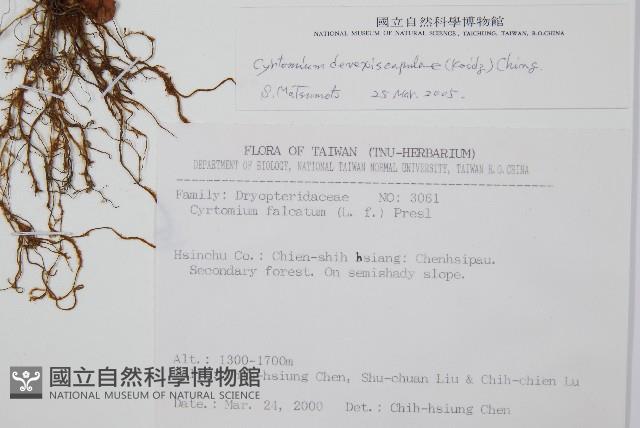 國立自然科學博物館
NATIONAL MUSEUM OF NATURAL SCIENCE, TAICHUNG, TAIWAN, R.O.CHINA
Cyrtomium devexiscapulae (Koidz.) Ching.
S. Matsumoto 25 Mar. 2005.
FLORA OF TAIWAN (TNU-HERBARIUM)
DEPARTMENT OF BIOLOGY, NATIONAL TAIWAN NORMAL UNIVERSITY, TAIWAN R.O.CHINA
Family: Dryopteridaceae NO: 3061
Cyrtomium falcatum (L. f.) Presl
Hsinchu Co.: Chien-shih hsiang: Chenhsipau.
Secondary forest. On semishady slope.
Alt.: 1300-1700m
-hsiung Chen, Shu-chuan Liu & Chih-chien Lu
Date.: Mar. 24, 2000 Det.: Chih-hsiung Chen
國立自然科學博物館
NATIONAL MUSEUM OF NATURAL SCIENCE